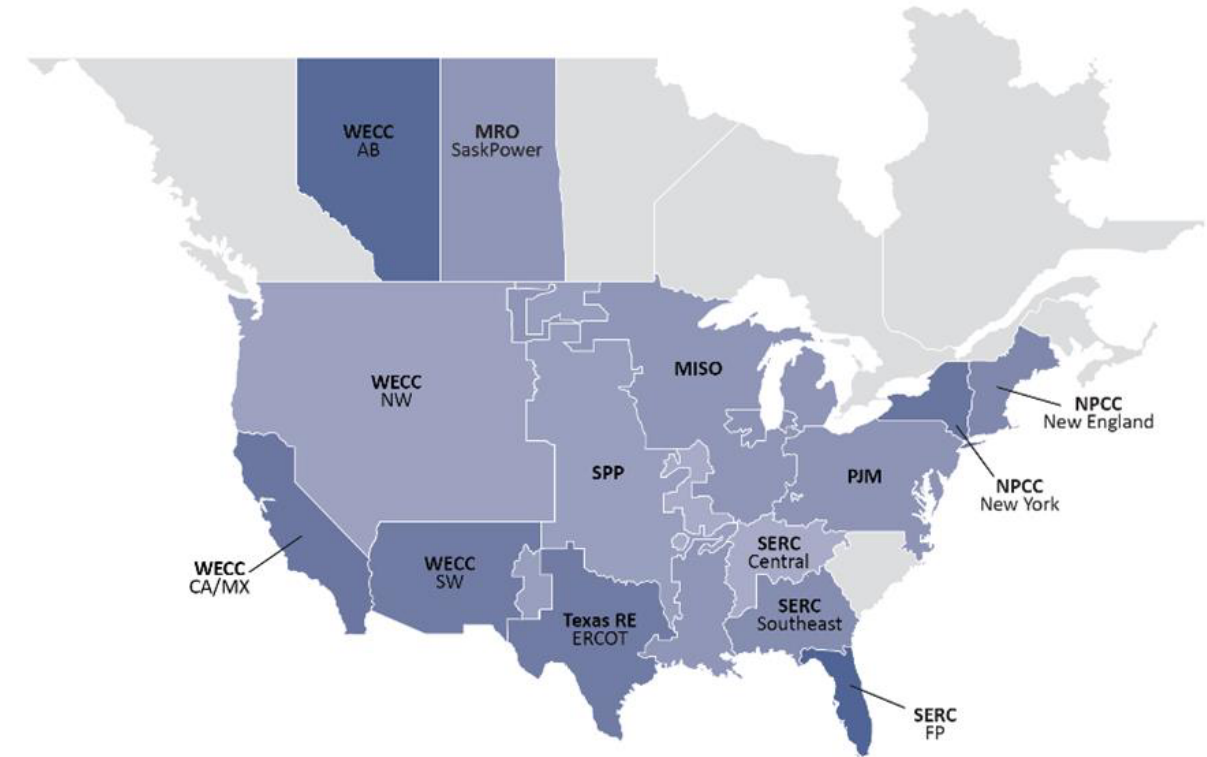 WECC
AB
MRO
SaskPower
WECC
NW
MISO
NPCC
New England
SPP
PJM
NPCC
New York
WECC
CA/MX
WECC
SW
SERC
Central
Texas RE
ERCOT
SERC
Southeast
SERC
FP